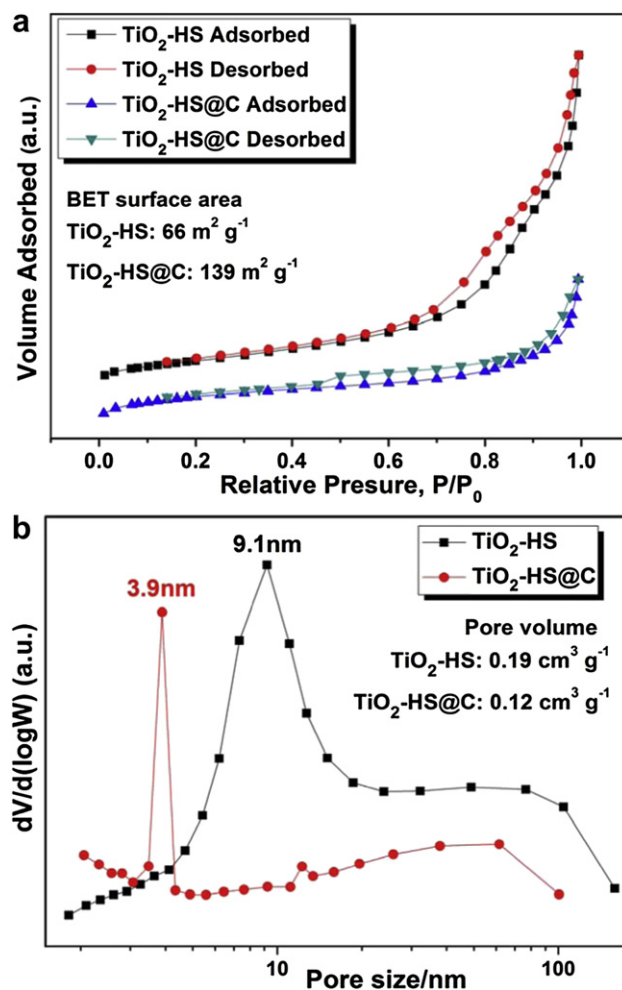 a
TiO₂-HS Adsorbed
TiO₂-HS Desorbed
TiO₂-HS@C Adsorbed
TiO₂-HS@C Desorbed
BET surface area
TiO₂-HS: 66 m² g⁻¹
TiO₂-HS@C: 139 m² g⁻¹
Volume Adsorbed (a.u.)
0.0 0.2 0.4 0.6 0.8 1.0
Relative Presure, P/P₀
b
9.1nm
3.9nm
TiO₂-HS
TiO₂-HS@C
Pore volume
TiO₂-HS: 0.19 cm³ g⁻¹
TiO₂-HS@C: 0.12 cm³ g⁻¹
dV/d(logW) (a.u.)
10 100
Pore size/nm